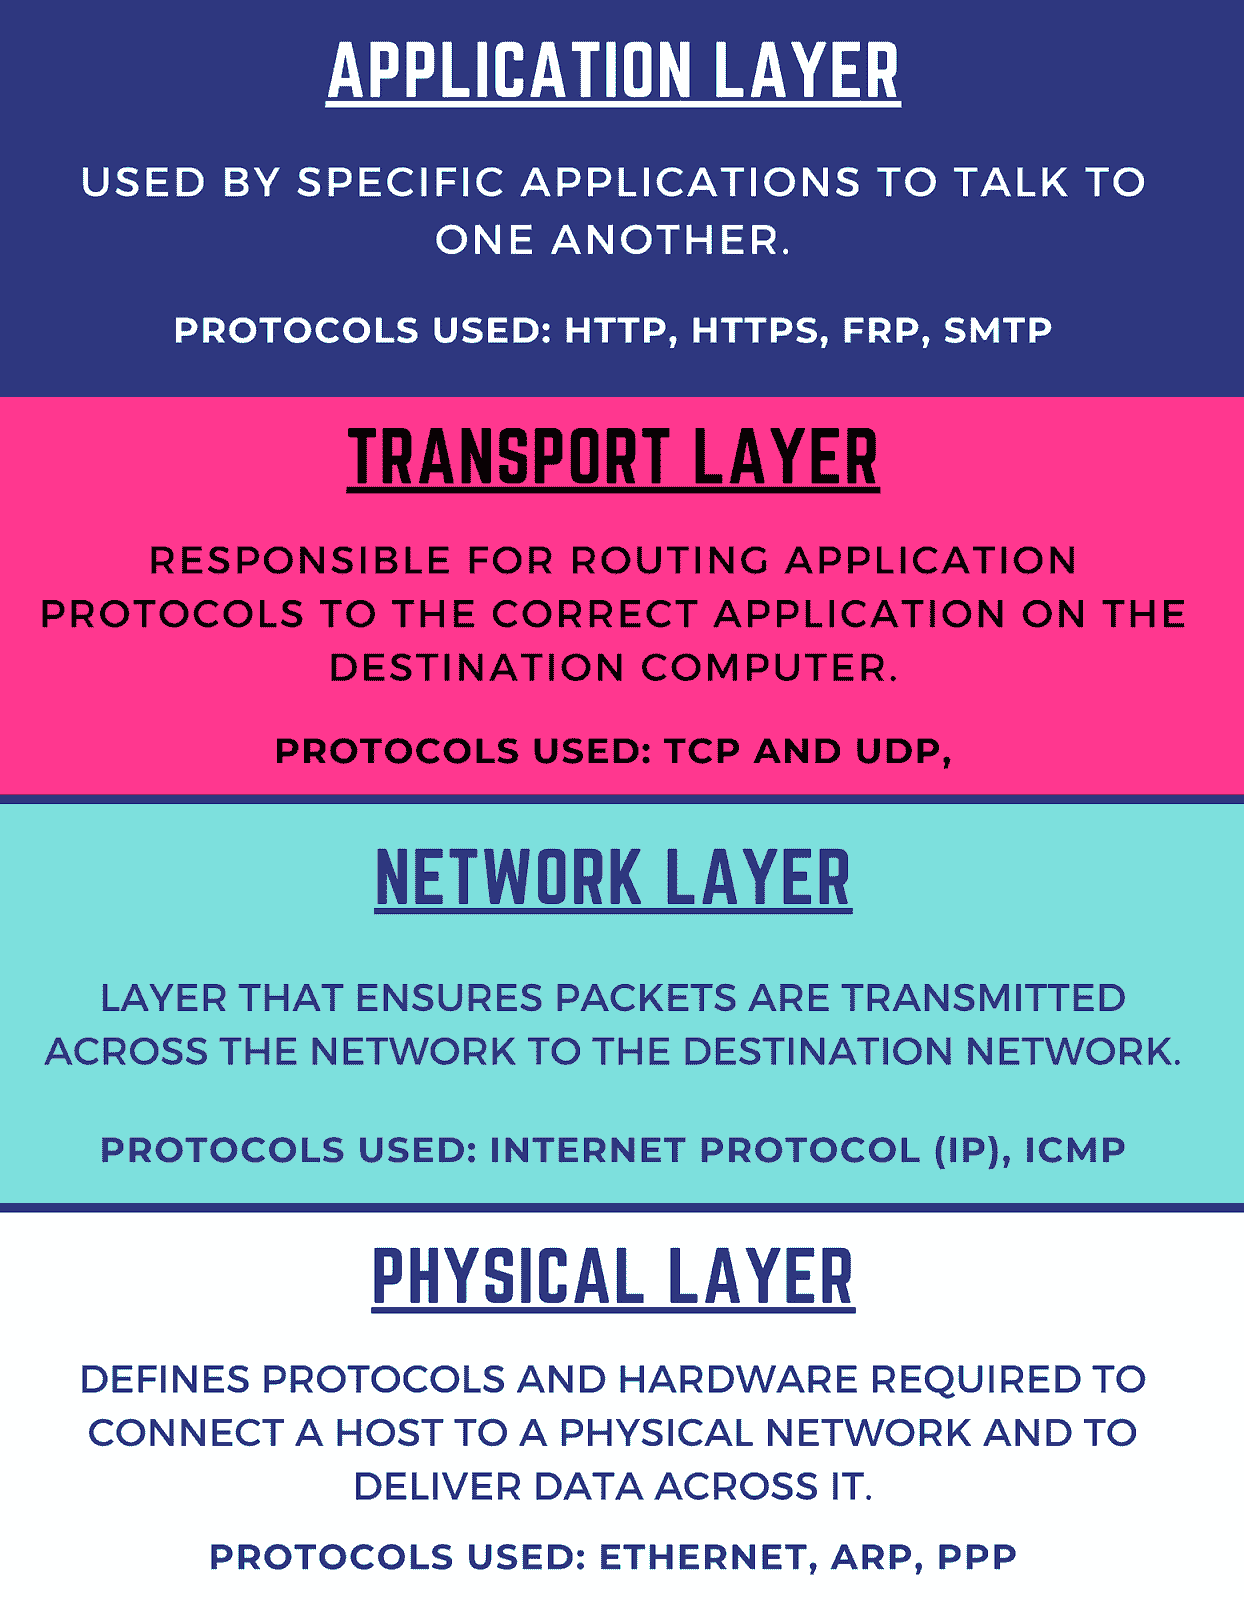 APPLICATION LAYER
USED BY SPECIFIC APPLICATIONS TO TALK TO
ONE ANOTHER.
PROTOCOLS USED: HTTP, HTTPS, FRP, SMTP
TRANSPORT LAYER
RESPONSIBLE FOR ROUTING APPLICATION
PROTOCOLS TO THE CORRECT APPLICATION ON THE
DESTINATION COMPUTER.
PROTOCOLS USED: TCP AND UDP,
NETWORK LAYER
LAYER THAT ENSURES PACKETS ARE TRANSMITTED
ACROSS THE NETWORK TO THE DESTINATION NETWORK.
PROTOCOLS USED: INTERNET PROTOCOL (IP), ICMP
PHYSICAL LAYER
DEFINES PROTOCOLS AND HARDWARE REQUIRED TO
CONNECT A HOST TO A PHYSICAL NETWORK AND TO
DELIVER DATA ACROSS IT.
PROTOCOLS USED: ETHERNET, ARP, PPP